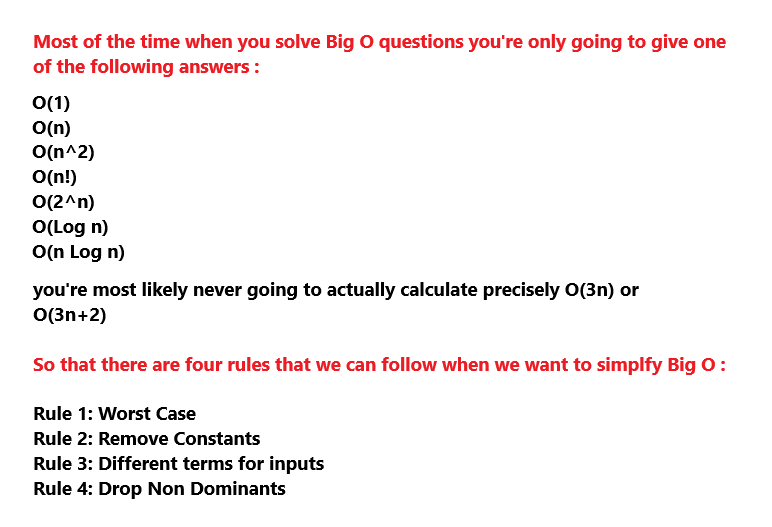 Most of the time when you solve Big O questions you're only going to give one
of the following answers :
O(1)
O(n)
O(n^2)
O(n!)
O(2^n)
O(Log n)
O(n Log n)
you're most likely never going to actually calculate precisely O(3n) or
O(3n+2)
So that there are four rules that we can follow when we want to simplfy Big O :
Rule 1: Worst Case
Rule 2: Remove Constants
Rule 3: Different terms for inputs
Rule 4: Drop Non Dominants